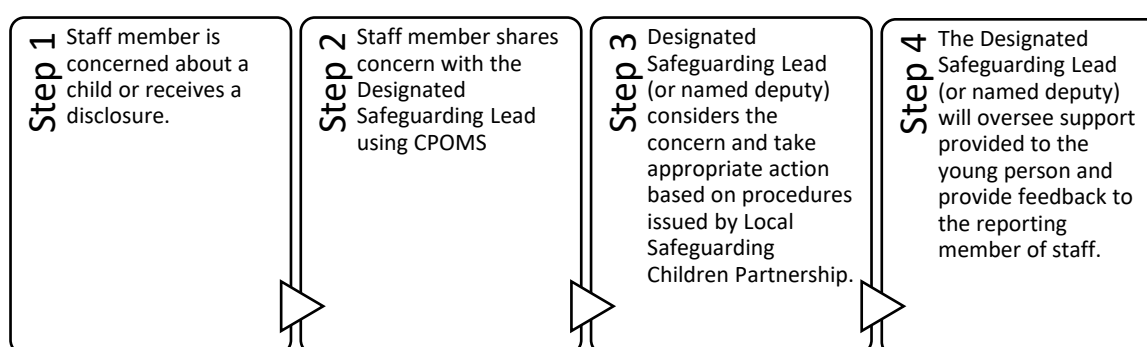 Step 1
Staff member is
concerned about a
child or receives a
disclosure.
Step 2
Staff member shares
concern with the
Designated
Safeguarding Lead
using CPOMS
Step 3
Designated
Safeguarding Lead
(or named deputy)
considers the
concern and take
appropriate action
based on procedures
issued by Local
Safeguarding
Children Partnership.
Step 4
The Designated
Safeguarding Lead
(or named deputy)
will oversee support
provided to the
young person and
provide feedback to
the reporting
member of staff.